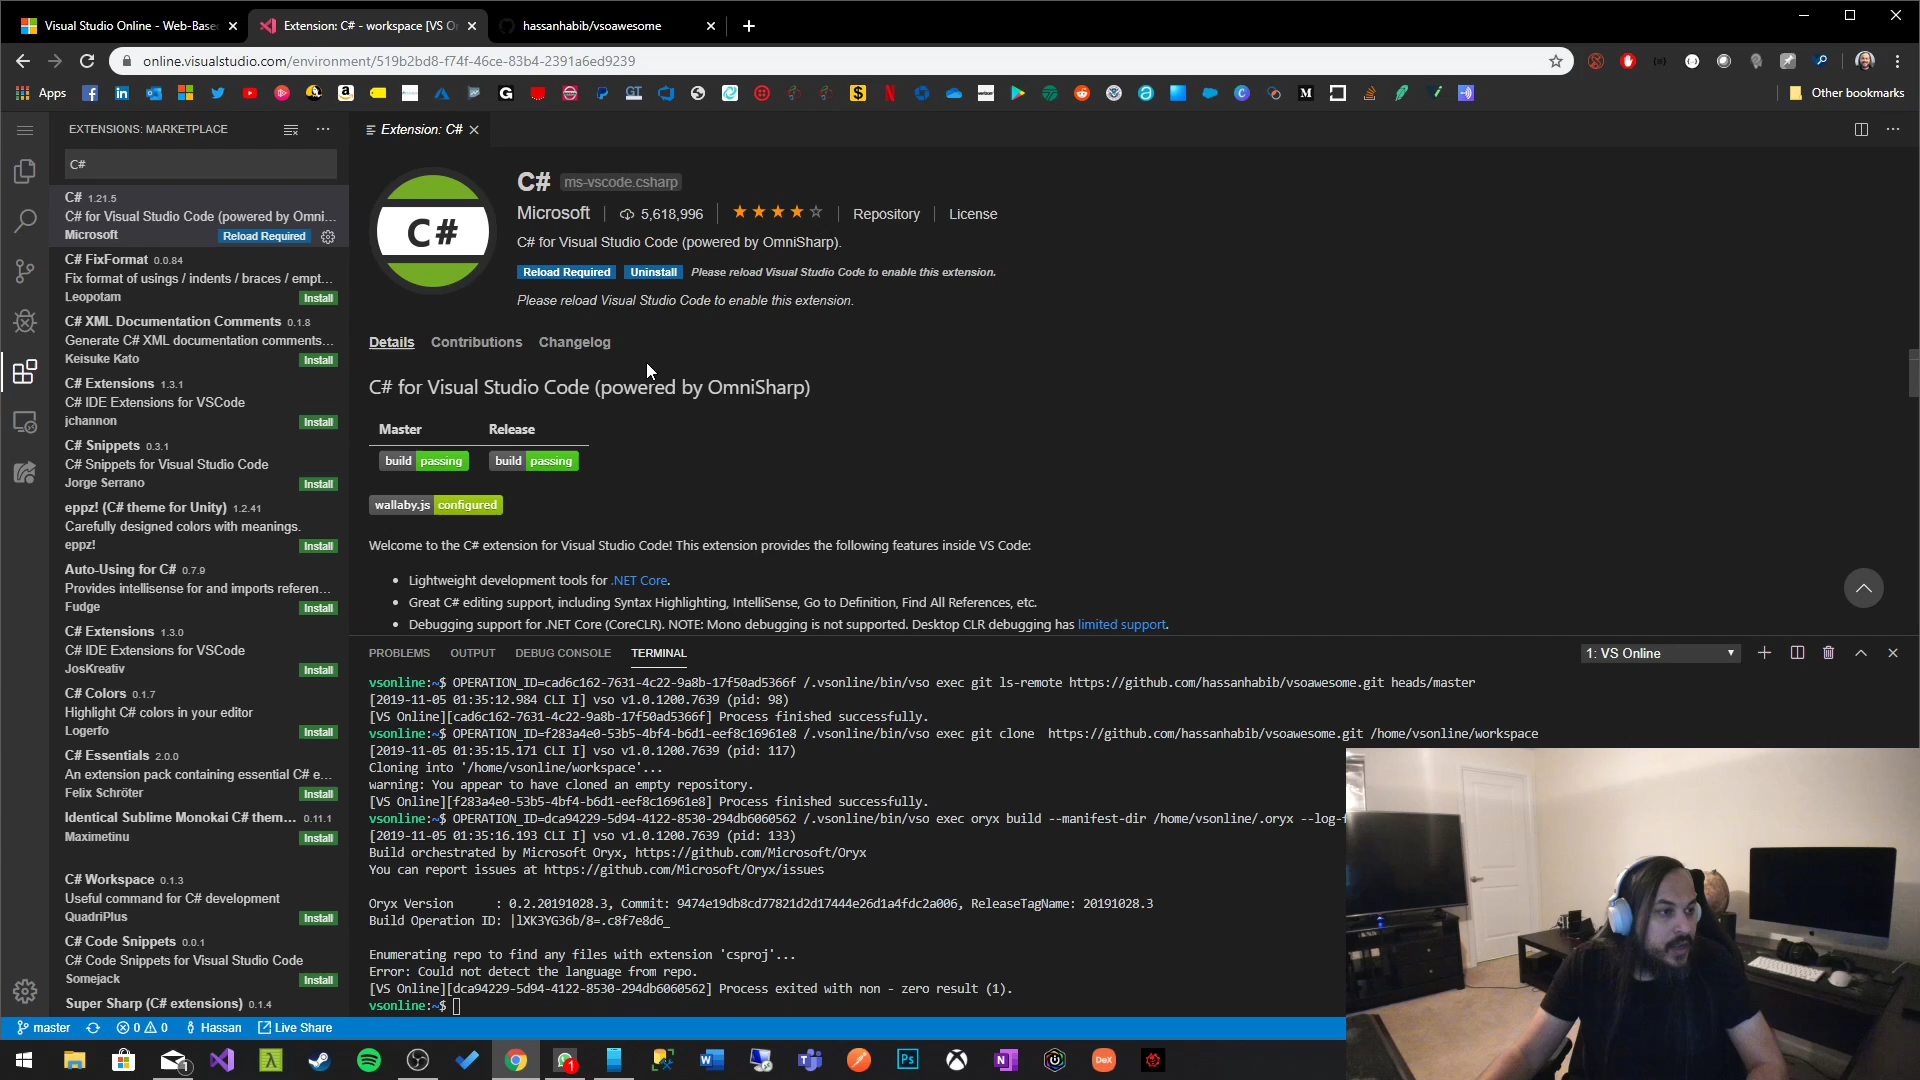 Visual Studio Online - Web-Base
Extension: C# - workspace [VS On
hassanhabib/vsoawesome
online.visualstudio.com/environment/519b2bd8-f74f-46ce-83b4-2391a6ed9239
Apps
Other bookmarks
EXTENSIONS: MARKETPLACE
C#
C# 1.21.5
C# for Visual Studio Code (powered by Omni...
Microsoft
Reload Required
C# FixFormat 0.0.84
Fix format of usings / indents / braces / empt...
Leopotam
Install
C# XML Documentation Comments 0.1.8
Generate C# XML documentation comments...
Keisuke Kato
Install
C# Extensions 1.3.1
C# IDE Extensions for VSCode
jchannon
Install
C# Snippets 0.3.1
C# Snippets for Visual Studio Code
Jorge Serrano
Install
eppz! (C# theme for Unity) 1.2.41
Carefully designed colors with meanings.
eppz!
Install
Auto-Using for C# 0.7.9
Provides intellisense for and imports referen...
Fudge
Install
C# Extensions 1.3.0
C# IDE Extensions for VSCode
JosKreativ
Install
C# Colors 0.1.7
Highlight C# colors in your editor
Logerfo
Install
C# Essentials 2.0.0
An extension pack containing essential C# e...
Felix Schröter
Install
Identical Sublime Monokai C# them... 0.11.1
Maximetinu
Install
C# Workspace 0.1.3
Useful command for C# development
QuadriPlus
Install
C# Code Snippets 0.0.1
C# Code Snippets for Visual Studio Code
Somejack
Install
Super Sharp (C# extensions) 0.1.4
Extension: C#
C#
C# ms-vscode.csharp
Microsoft 5,618,996 Repository License
C# for Visual Studio Code (powered by OmniSharp).
Reload Required Uninstall Please reload Visual Studio Code to enable this extension.
Please reload Visual Studio Code to enable this extension.
Details Contributions Changelog
C# for Visual Studio Code (powered by OmniSharp)
Master Release
build passing build passing
wallaby.js configured
Welcome to the C# extension for Visual Studio Code! This extension provides the following features inside VS Code:
• Lightweight development tools for .NET Core.
• Great C# editing support, including Syntax Highlighting, IntelliSense, Go to Definition, Find All References, etc.
• Debugging support for .NET Core (CoreCLR). NOTE: Mono debugging is not supported. Desktop CLR debugging has limited support.
PROBLEMS OUTPUT DEBUG CONSOLE TERMINAL
1: VS Online
vsonline:~$ OPERATION_ID=cad6c162-7631-4c22-9a8b-17f50ad5366f /.vsonline/bin/vso exec git ls-remote https://github.com/hassanhabib/vsoawesome.git heads/master
[2019-11-05 01:35:12.984 CLI I] vso v1.0.1200.7639 (pid: 98)
[VS Online][cad6c162-7631-4c22-9a8b-17f50ad5366f] Process finished successfully.
vsonline:~$ OPERATION_ID=f283a4e0-53b5-4bf4-b6d1-eef8c16961e8 /.vsonline/bin/vso exec git clone  https://github.com/hassanhabib/vsoawesome.git /home/vsonline/workspace
[2019-11-05 01:35:15.171 CLI I] vso v1.0.1200.7639 (pid: 117)
Cloning into '/home/vsonline/workspace'...
warning: You appear to have cloned an empty repository.
[VS Online][f283a4e0-53b5-4bf4-b6d1-eef8c16961e8] Process finished successfully.
vsonline:~$ OPERATION_ID=dca94229-5d94-4122-8530-294db6060562 /.vsonline/bin/vso exec oryx build --manifest-dir /home/vsonline/.oryx --log-f
[2019-11-05 01:35:16.193 CLI I] vso v1.0.1200.7639 (pid: 133)
Build orchestrated by Microsoft Oryx, https://github.com/Microsoft/Oryx
You can report issues at https://github.com/Microsoft/Oryx/issues
Oryx Version : 0.2.20191028.3, Commit: 9474e19db8cd77821d2d17444e26d1a4fdc2a006, ReleaseTagName: 20191028.3
Build Operation ID: |lXK3YG36b/8=.c8f7e8d6_
Enumerating repo to find any files with extension 'csproj'...
Error: Could not detect the language from repo.
[VS Online][dca94229-5d94-4122-8530-294db6060562] Process exited with non - zero result (1).
vsonline:~$
master 0 0 Hassan Live Share